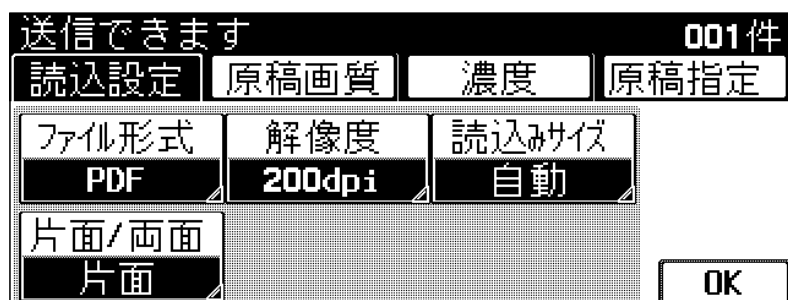 送信できます 001件
読込設定 原稿画質 濃度 原稿指定
ファイル形式 解像度 読込みサイズ
PDF 200dpi 自動
片面/両面
片面 OK